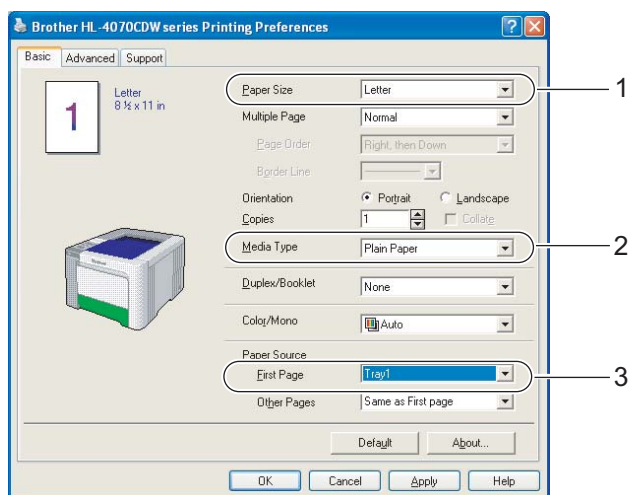 Brother HL-4070CDW series Printing Preferences
Basic Advanced Support
1
Letter
8 ½ x 11 in
Paper Size Letter 1
Multiple Page Normal
Page Order Right, then Down
Border Line
Orientation Portrait Landscape
Copies 1 Collate
Media Type Plain Paper 2
Duplex/Booklet None
Color/Mono Auto
Paper Source
First Page Tray1 3
Other Pages Same as First page
Default About...
OK Cancel Apply Help